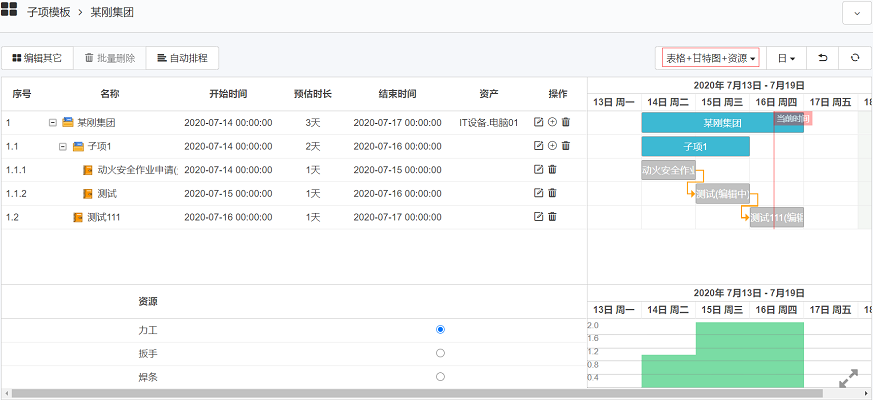 子项模板 > 某刚集团
编辑其它 批量删除 自动排程 表格+甘特图+资源 日
序号 名称 开始时间 预估时长 结束时间 资产 操作
2020年 7月13日 - 7月19日
13日 周一 14日 周二 15日 周三 16日 周四 17日 周五 18
当前时间
1 某刚集团 2020-07-14 00:00:00 3天 2020-07-17 00:00:00 IT设备.电脑01 某刚集团
1.1 子项1 2020-07-14 00:00:00 2天 2020-07-16 00:00:00 子项1
1.1.1 动火安全作业申请( 2020-07-14 00:00:00 1天 2020-07-15 00:00:00 动火安全作业
1.1.2 测试 2020-07-15 00:00:00 1天 2020-07-16 00:00:00 测试(编辑中)
1.2 测试111 2020-07-16 00:00:00 1天 2020-07-17 00:00:00 测试111(编辑
资源
2020年 7月13日 - 7月19日
13日 周一 14日 周二 15日 周三 16日 周四 17日 周五 18
力工
扳手
焊条
2.0
1.6
1.2
0.8
0.4